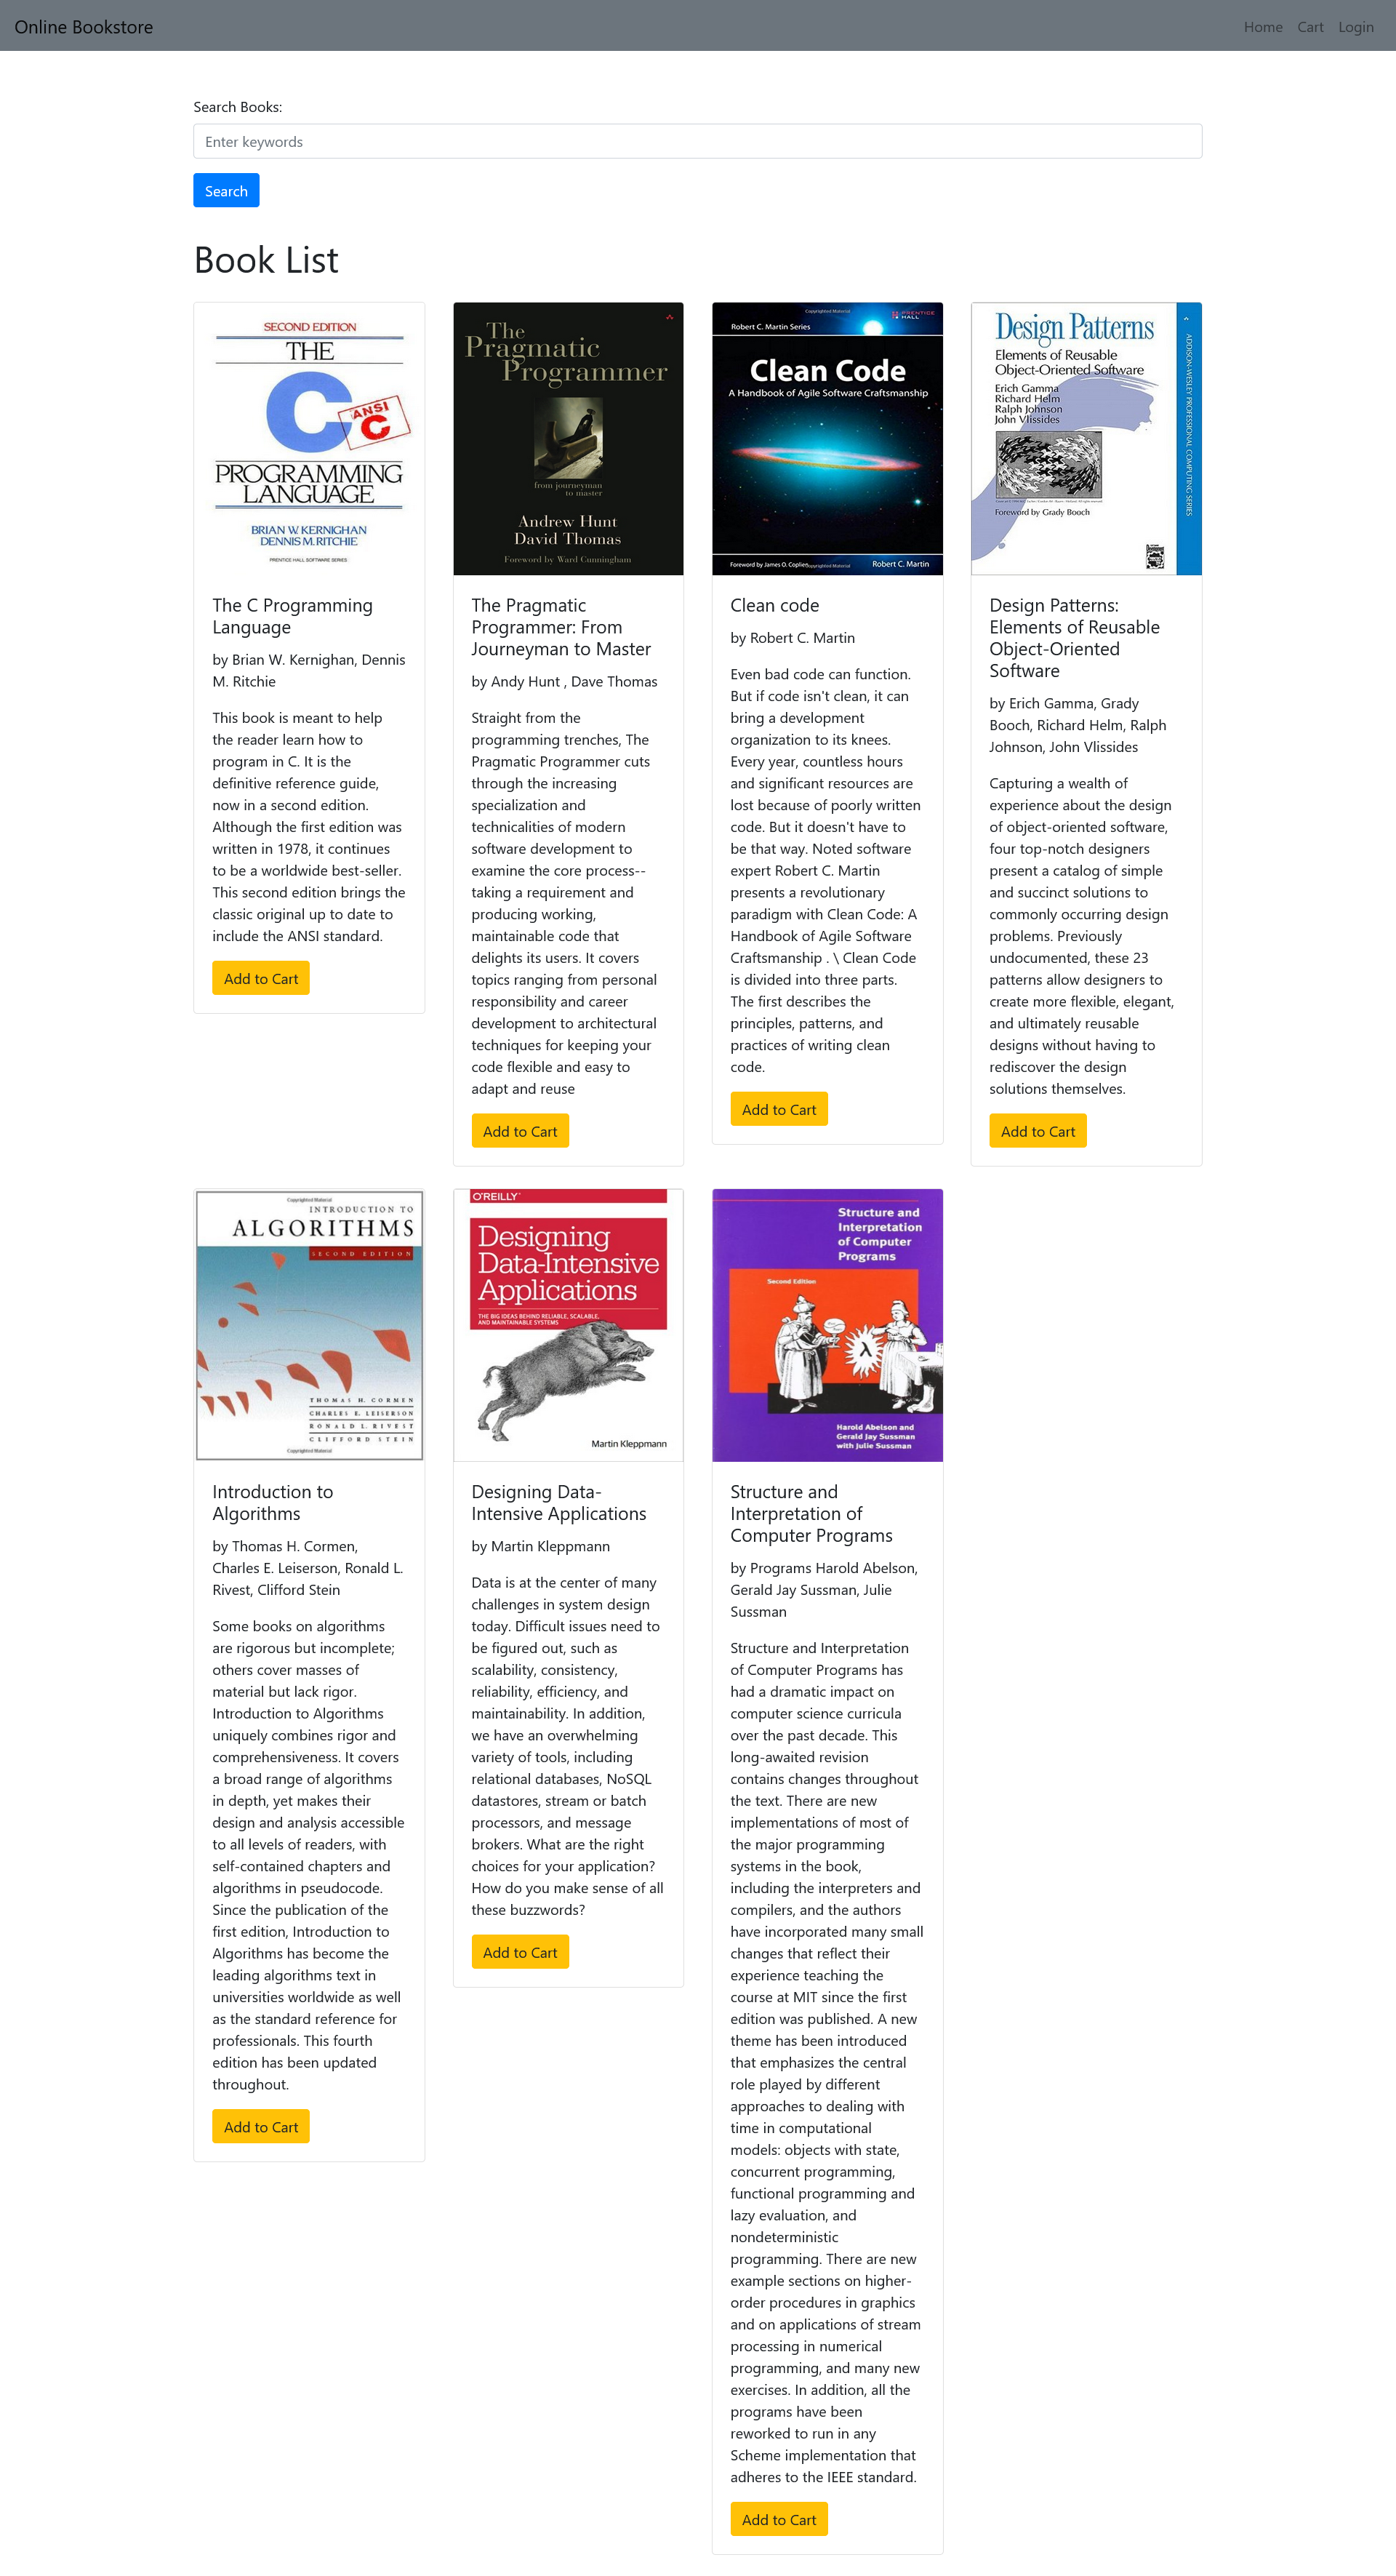 Online Bookstore
Home Cart Login
Search Books:
Enter keywords
Search
Book List
SECOND EDITION
THE
C
ANSI
C
PROGRAMMING
LANGUAGE
BRIAN W. KERNIGHAN
DENNIS M. RITCHIE
PRENTICE HALL SOFTWARE SERIES
The C Programming
Language
by Brian W. Kernighan, Dennis
M. Ritchie
This book is meant to help
the reader learn how to
program in C. It is the
definitive reference guide,
now in a second edition.
Although the first edition was
written in 1978, it continues
to be a worldwide best-seller.
This second edition brings the
classic original up to date to
include the ANSI standard.
Add to Cart
The
Pragmatic
Programmer
from journeyman
to master
Andrew Hunt
David Thomas
Foreword by Ward Cunningham
The Pragmatic
Programmer: From
Journeyman to Master
by Andy Hunt , Dave Thomas
Straight from the
programming trenches, The
Pragmatic Programmer cuts
through the increasing
specialization and
technicalities of modern
software development to
examine the core process--
taking a requirement and
producing working,
maintainable code that
delights its users. It covers
topics ranging from personal
responsibility and career
development to architectural
techniques for keeping your
code flexible and easy to
adapt and reuse
Add to Cart
Copyrighted Material
PRENTICE
HALL
Robert C. Martin Series
Clean Code
A Handbook of Agile Software Craftsmanship
Foreword by James O. Coplien
Copyrighted Material
Robert C. Martin
Clean code
by Robert C. Martin
Even bad code can function.
But if code isn't clean, it can
bring a development
organization to its knees.
Every year, countless hours
and significant resources are
lost because of poorly written
code. But it doesn't have to
be that way. Noted software
expert Robert C. Martin
presents a revolutionary
paradigm with Clean Code: A
Handbook of Agile Software
Craftsmanship . \ Clean Code
is divided into three parts.
The first describes the
principles, patterns, and
practices of writing clean
code.
Add to Cart
Design Patterns
Elements of Reusable
Object-Oriented Software
Erich Gamma
Richard Helm
Ralph Johnson
John Vlissides
Foreword by Grady Booch
ADDISON-WESLEY PROFESSIONAL COMPUTING SERIES
Design Patterns:
Elements of Reusable
Object-Oriented
Software
by Erich Gamma, Grady
Booch, Richard Helm, Ralph
Johnson, John Vlissides
Capturing a wealth of
experience about the design
of object-oriented software,
four top-notch designers
present a catalog of simple
and succinct solutions to
commonly occurring design
problems. Previously
undocumented, these 23
patterns allow designers to
create more flexible, elegant,
and ultimately reusable
designs without having to
rediscover the design
solutions themselves.
Add to Cart
Copyrighted Material
INTRODUCTION TO
ALGORITHMS
SECOND EDITION
THOMAS H. CORMEN
CHARLES E. LEISERSON
RONALD L. RIVEST
CLIFFORD STEIN
Copyrighted Material
Introduction to
Algorithms
by Thomas H. Cormen,
Charles E. Leiserson, Ronald L.
Rivest, Clifford Stein
Some books on algorithms
are rigorous but incomplete;
others cover masses of
material but lack rigor.
Introduction to Algorithms
uniquely combines rigor and
comprehensiveness. It covers
a broad range of algorithms
in depth, yet makes their
design and analysis accessible
to all levels of readers, with
self-contained chapters and
algorithms in pseudocode.
Since the publication of the
first edition, Introduction to
Algorithms has become the
leading algorithms text in
universities worldwide as well
as the standard reference for
professionals. This fourth
edition has been updated
throughout.
Add to Cart
O'REILLY®
Designing
Data-Intensive
Applications
THE BIG IDEAS BEHIND RELIABLE, SCALABLE,
AND MAINTAINABLE SYSTEMS
Martin Kleppmann
Designing Data-
Intensive Applications
by Martin Kleppmann
Data is at the center of many
challenges in system design
today. Difficult issues need to
be figured out, such as
scalability, consistency,
reliability, efficiency, and
maintainability. In addition,
we have an overwhelming
variety of tools, including
relational databases, NoSQL
datastores, stream or batch
processors, and message
brokers. What are the right
choices for your application?
How do you make sense of all
these buzzwords?
Add to Cart
Structure and
Interpretation
of Computer
Programs
Second Edition
λ
Harold Abelson and
Gerald Jay Sussman
with Julie Sussman
Structure and
Interpretation of
Computer Programs
by Programs Harold Abelson,
Gerald Jay Sussman, Julie
Sussman
Structure and Interpretation
of Computer Programs has
had a dramatic impact on
computer science curricula
over the past decade. This
long-awaited revision
contains changes throughout
the text. There are new
implementations of most of
the major programming
systems in the book,
including the interpreters and
compilers, and the authors
have incorporated many small
changes that reflect their
experience teaching the
course at MIT since the first
edition was published. A new
theme has been introduced
that emphasizes the central
role played by different
approaches to dealing with
time in computational
models: objects with state,
concurrent programming,
functional programming and
lazy evaluation, and
nondeterministic
programming. There are new
example sections on higher-
order procedures in graphics
and on applications of stream
processing in numerical
programming, and many new
exercises. In addition, all the
programs have been
reworked to run in any
Scheme implementation that
adheres to the IEEE standard.
Add to Cart